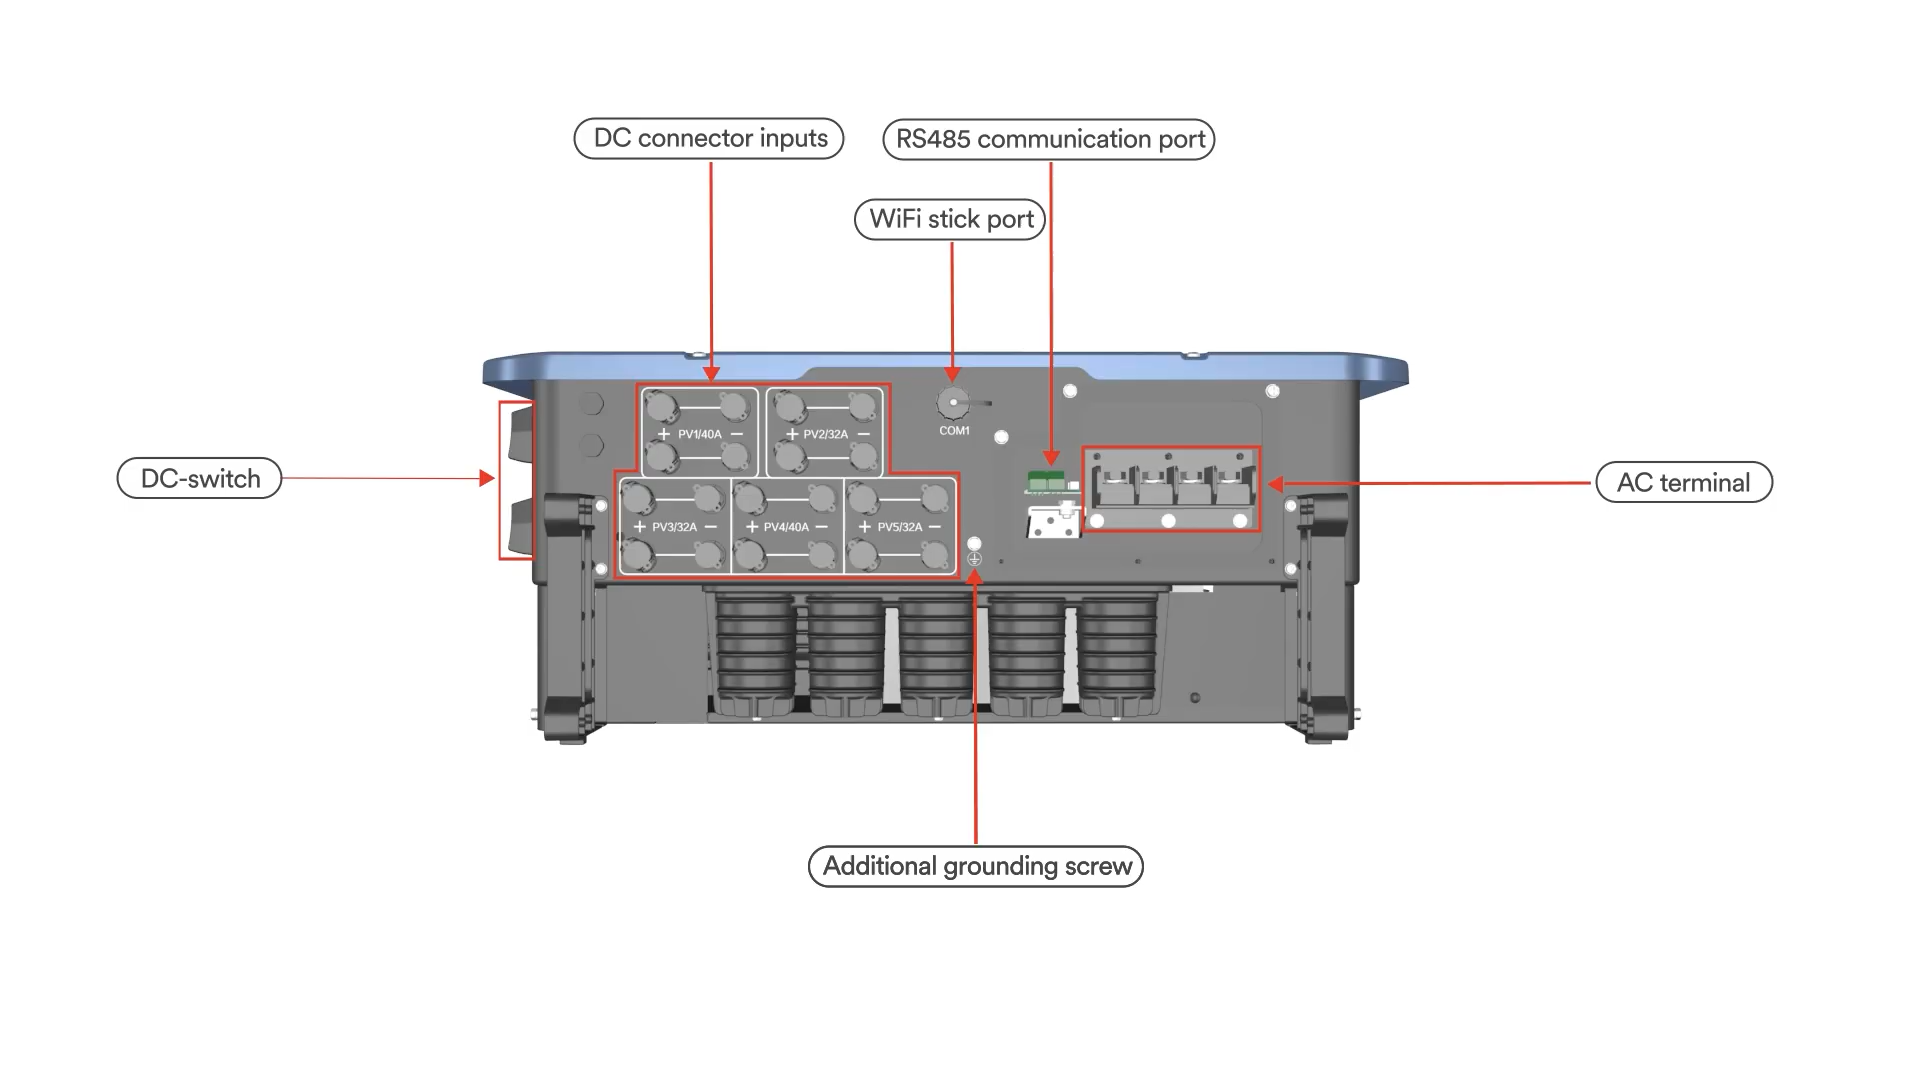 DC connector inputs
RS485 communication port
WiFi stick port
+ PV1/40A −
+ PV2/32A −
COM1
DC-switch
AC terminal
+ PV3/32A −
+ PV4/40A −
+ PV5/32A −
Additional grounding screw